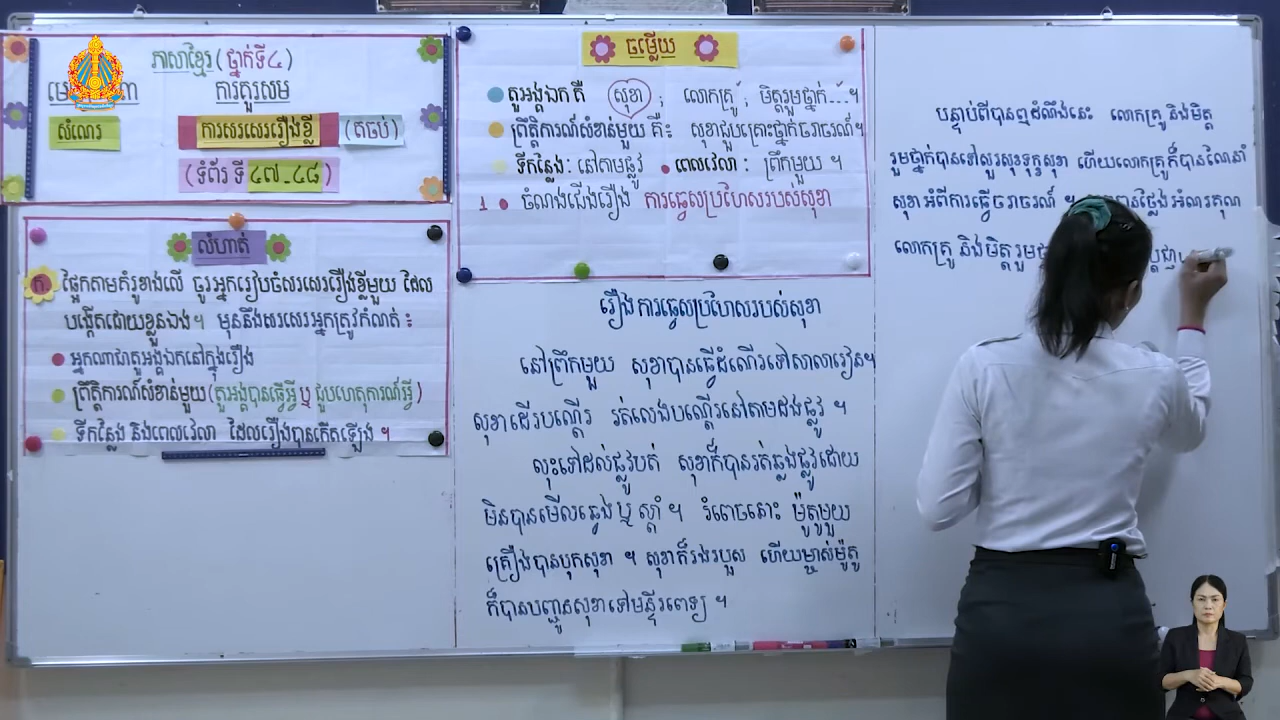 ភាសាខ្មែរ (ថ្នាក់ទី៤)
ការគួរសម
សំណេរ
ការសរសេររឿងខ្លី
(តចប់)
(ទំព័រ ទី ៤៧-៤៨)
លំហាត់
ក. ផ្អែកតាមគំរូខាងលើ ចូរអ្នករៀបចំសរសេររឿងខ្លីមួយ ដែល
បង្កើតដោយខ្លួនឯង។ មុននឹងសរសេរអ្នកត្រូវកំណត់ ៖
អ្នកណាជាតួអង្គឯកនៅក្នុងរឿង
ព្រឹត្តិការណ៍សំខាន់មួយ (តួអង្គបានធ្វើអ្វី ឬ ជួបហេតុការណ៍អ្វី)
ទីកន្លែង និងពេលវេលា ដែលរឿងបានកើតឡើង ។
ចម្លើយ
តួអង្គឯក គឺ សុខា , លោកគ្រូ , មិត្តរួមថ្នាក់...។
ព្រឹត្តិការណ៍សំខាន់មួយ គឺ៖ សុខាជួបគ្រោះថ្នាក់ចរាចរណ៍។
ទីកន្លែង : នៅតាមផ្លូវ ពេលវេលា : ព្រឹកមួយ ។
1 ចំណងជើងរឿង ការធ្វេសប្រហែសរបស់សុខា
រឿង ការធ្វេសប្រហែសរបស់សុខា
នៅព្រឹកមួយ សុខាបានធ្វើដំណើរទៅសាលារៀន។
សុខាដើរបណ្តើរ រត់លេងបណ្តើរនៅតាមដងផ្លូវ ។
លុះទៅដល់ផ្លូវបត់ សុខាក៏បានរត់ឆ្លងផ្លូវដោយ
មិនបានមើលឆ្វេង ឬ ស្តាំ ។ រំពេចនោះ ម៉ូតូមួយ
គ្រឿងបានបុកសុខា ។ សុខាក៏រងរបួស ហើយម្ចាស់ម៉ូតូ
ក៏បានបញ្ជូនសុខាទៅមន្ទីរពេទ្យ ។
បន្ទាប់ពីបានឮដំណឹងនេះ លោកគ្រូ និងមិត្ត
រួមថ្នាក់បានទៅសួរសុខទុក្ខសុខា ហើយលោកគ្រូក៏បានណែនាំ
សុខា អំពីការធ្វើចរាចរណ៍ ។ បានថ្លែងអំណរគុណ
លោកគ្រូ និងមិត្តរួម